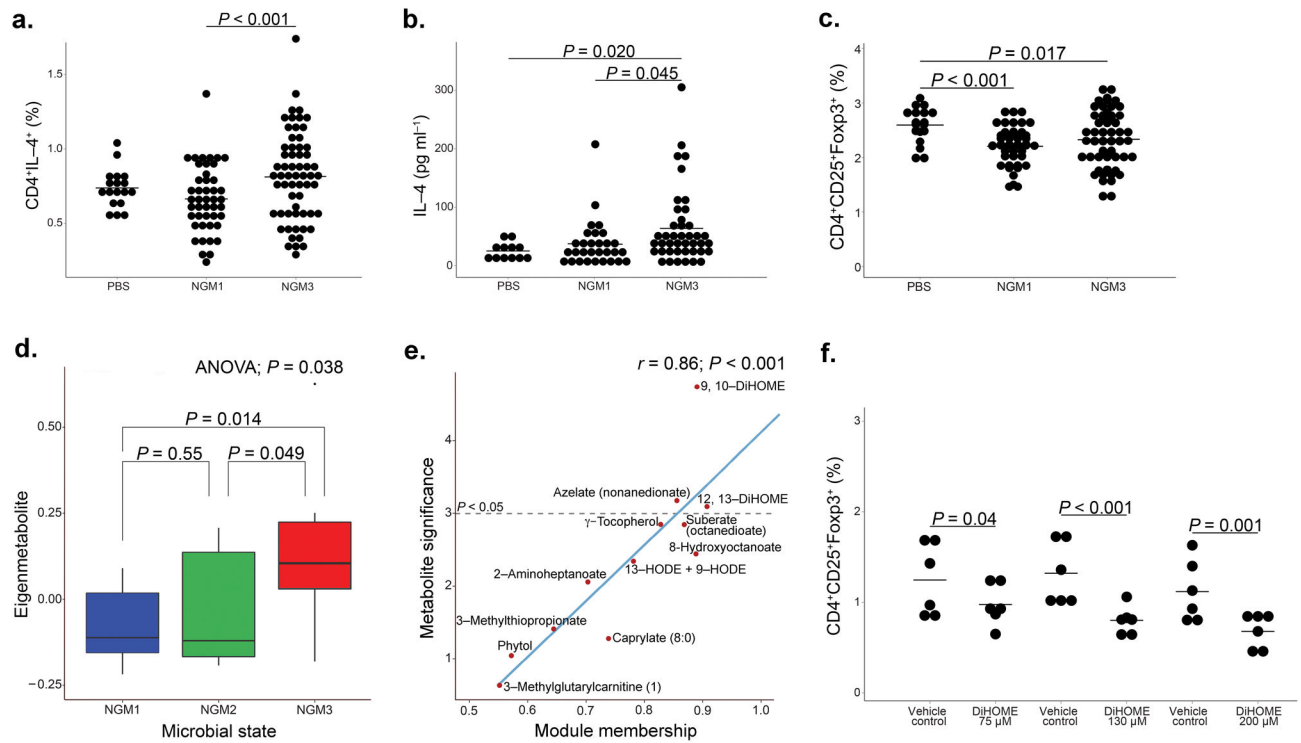 a.
P < 0.001
CD4⁺IL–4⁺ (%)
1.5
1.0
0.5
PBS
NGM1
NGM3
b.
P = 0.020
P = 0.045
IL–4 (pg ml⁻¹)
300
200
100
0
PBS
NGM1
NGM3
c.
P = 0.017
P < 0.001
CD4⁺CD25⁺Foxp3⁺ (%)
4
3
2
1
0
PBS
NGM1
NGM3
d.
ANOVA; P = 0.038
P = 0.014
P = 0.55
P = 0.049
Eigenmetabolite
0.50
0.25
0.00
−0.25
NGM1
NGM2
NGM3
Microbial state
e.
r = 0.86; P < 0.001
9, 10–DiHOME
Metabolite significance
4
3
2
1
Azelate (nonanedionate)
12, 13–DiHOME
P < 0.05
γ–Tocopherol
Suberate
(octanedioate)
8-Hydroxyoctanoate
13–HODE + 9–HODE
2–Aminoheptanoate
3–Methylthiopropionate
Caprylate (8:0)
Phytol
3–Methylglutarylcarnitine (1)
0.5
0.6
0.7
0.8
0.9
1.0
Module membership
f.
CD4⁺CD25⁺Foxp3⁺ (%)
3
2
1
0
P = 0.04
P < 0.001
P = 0.001
Vehicle
control
DiHOME
75 µM
Vehicle
control
DiHOME
130 µM
Vehicle
control
DiHOME
200 µM